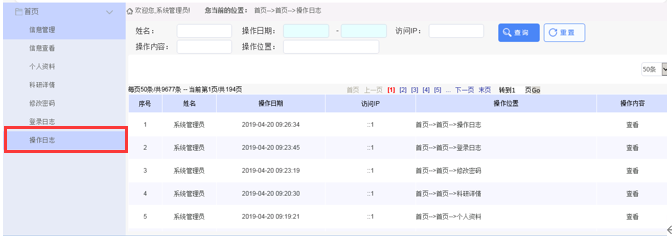 首页
信息管理
信息查看
个人资料
科研详情
修改密码
登录日志
操作日志
欢迎您,系统管理员! 您当前的位置: 首页-->首页-->操作日志
姓名: 操作日期: - 访问IP: 查询 重置
操作内容: 操作位置:
50条
每页50条/共9677条 -- 当前第1页/共194页 首页 上一页 [1] [2] [3] [4] [5] ... 下一页 末页 转到1 页Go
序号 姓名 操作日期 访问IP 操作位置 操作内容
1 系统管理员 2019-04-20 09:26:34 ::1 首页-->首页-->操作日志 查看
2 系统管理员 2019-04-20 09:23:45 ::1 首页-->首页-->登录日志 查看
3 系统管理员 2019-04-20 09:23:19 ::1 首页-->首页-->修改密码 查看
4 系统管理员 2019-04-20 09:20:30 ::1 首页-->首页-->科研详情 查看
5 系统管理员 2019-04-20 09:19:21 ::1 首页-->首页-->个人资料 查看